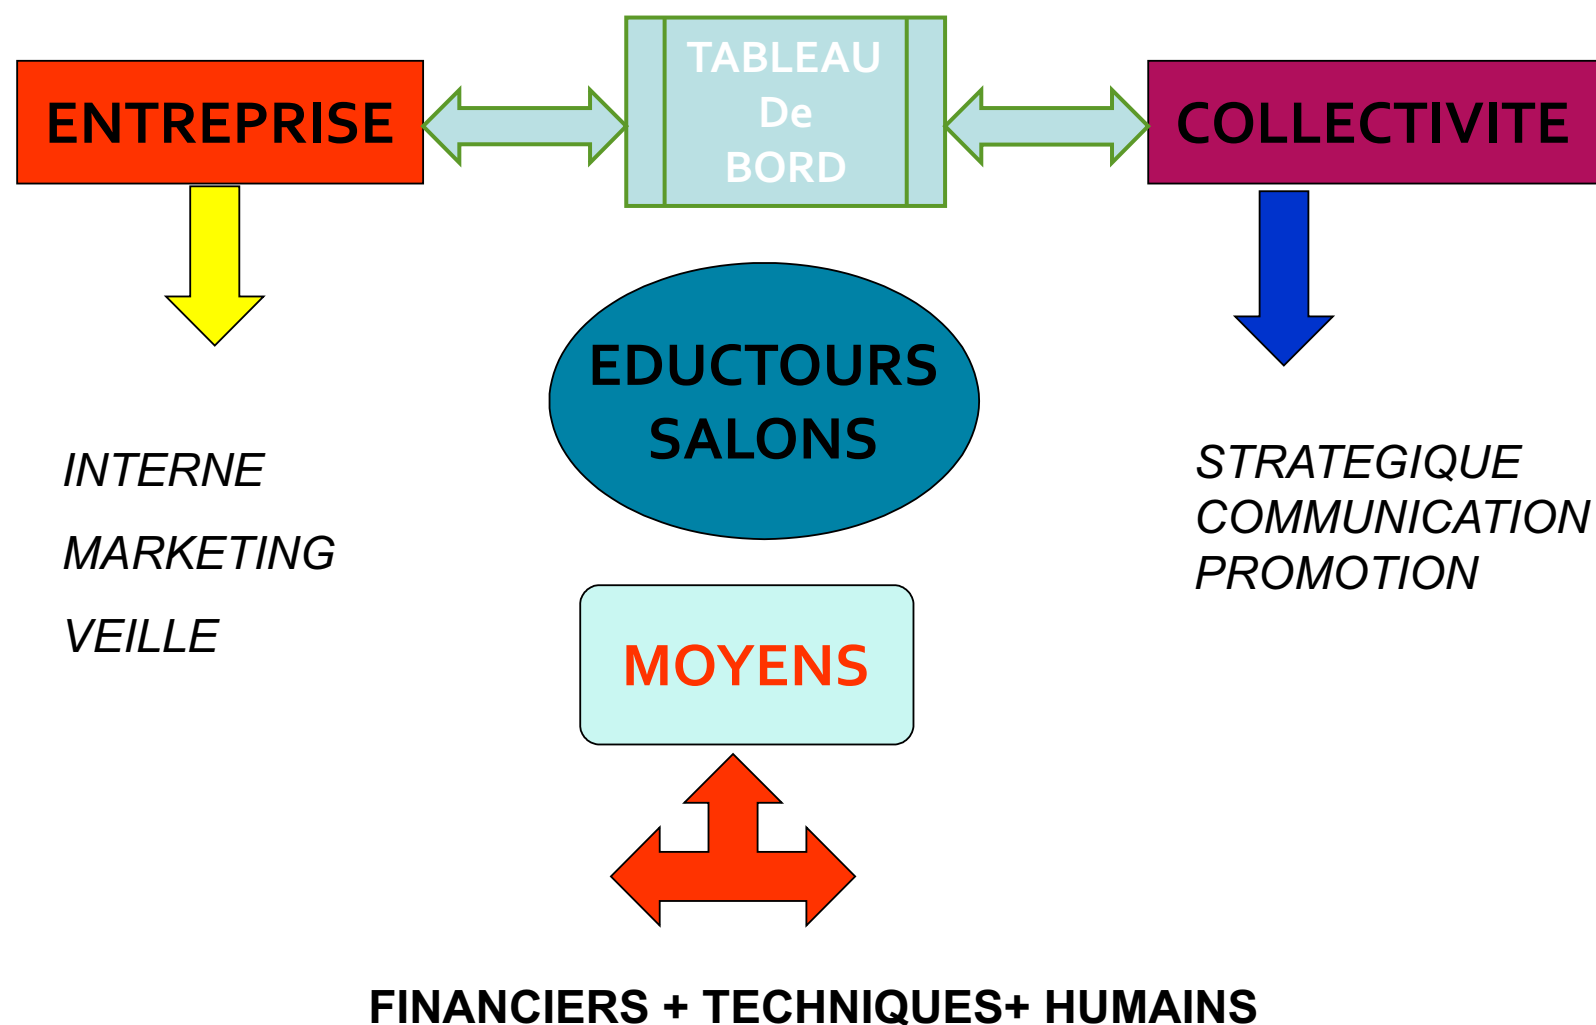 TABLEAU
De
BORD
ENTREPRISE
COLLECTIVITE
EDUCTOURS
SALONS
INTERNE
MARKETING
VEILLE
STRATEGIQUE
COMMUNICATION
PROMOTION
MOYENS
FINANCIERS + TECHNIQUES+ HUMAINS